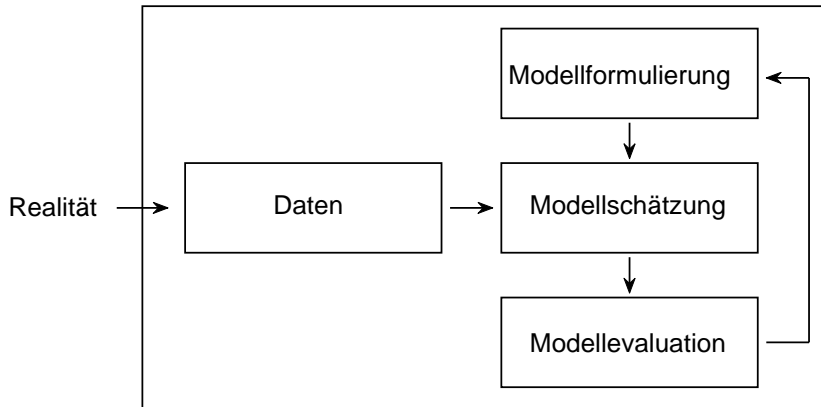 Modellformulierung
Realität
Daten
Modellschätzung
Modellevaluation